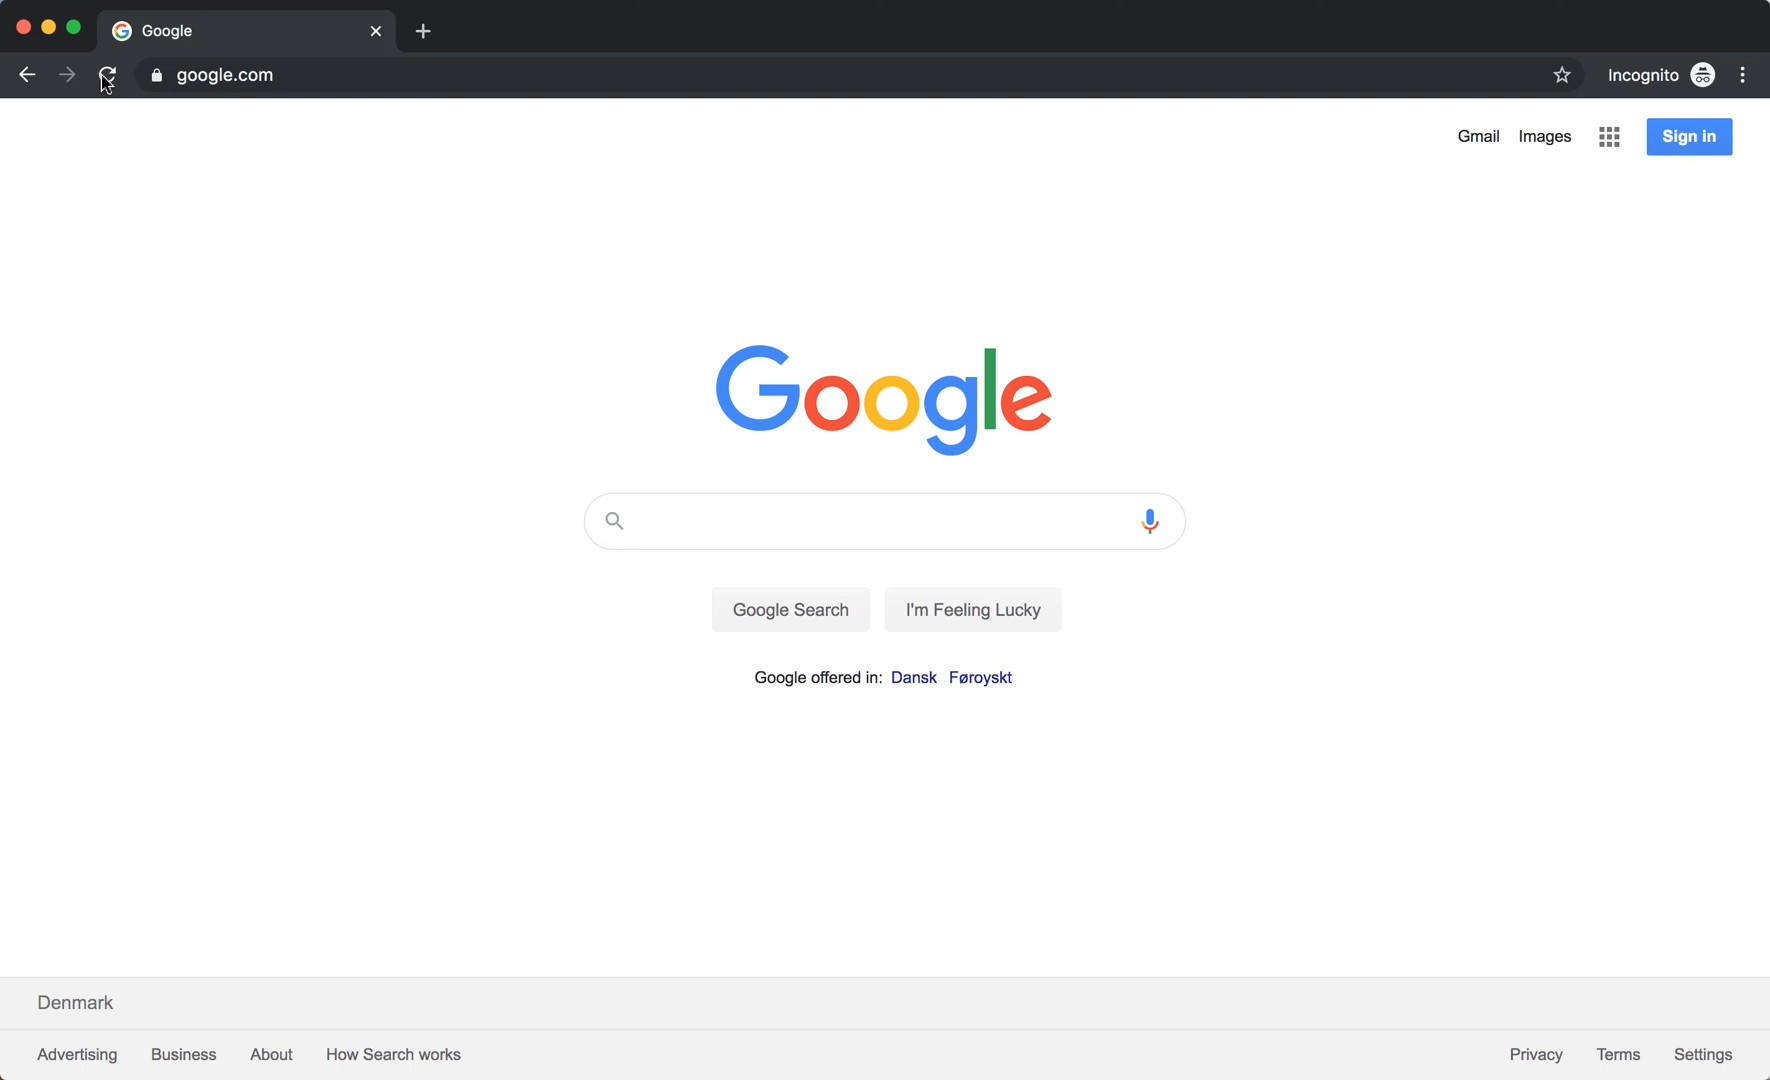 Google
google.com
Incognito
Gmail Images Sign in
Google
Google Search I'm Feeling Lucky
Google offered in: Dansk Føroyskt
Denmark
Advertising Business About How Search works Privacy Terms Settings